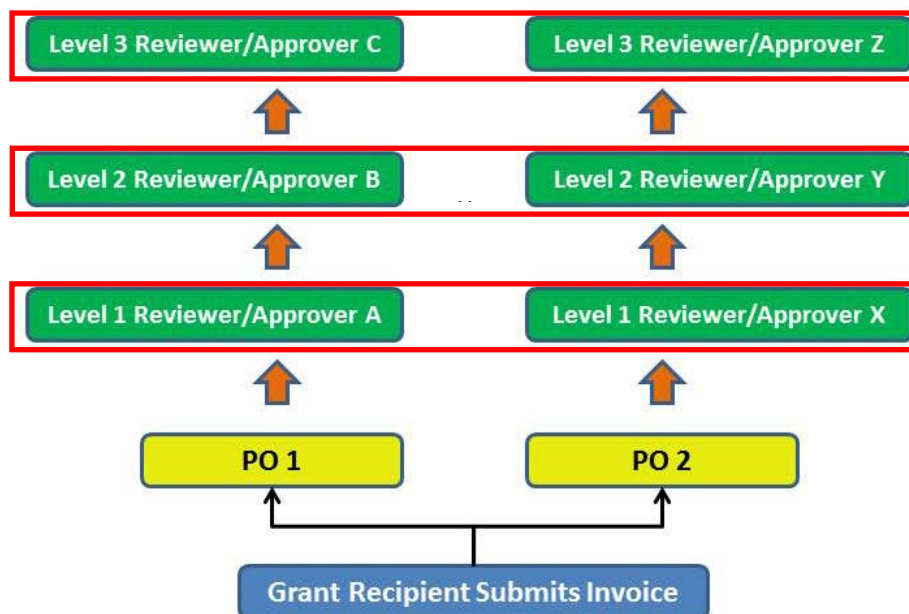 Level 3 Reviewer/Approver C
Level 3 Reviewer/Approver Z
Level 2 Reviewer/Approver B
Level 2 Reviewer/Approver Y
Level 1 Reviewer/Approver A
Level 1 Reviewer/Approver X
PO 1
PO 2
Grant Recipient Submits Invoice